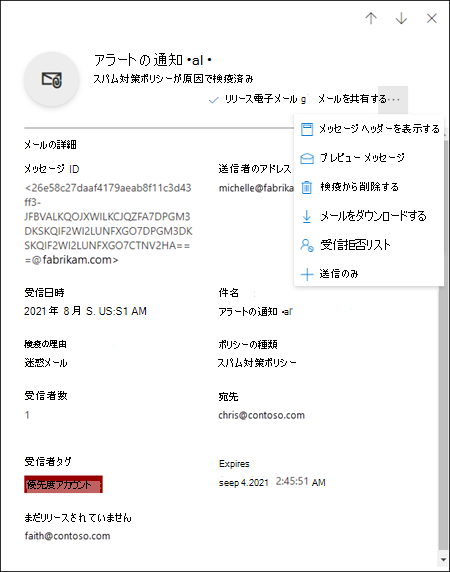 アラートの通知 •al •
スパム対策ポリシーが原因で検疫済み
リリース電子メール g メールを共有する ...
メッセージ ヘッダーを表示する
プレビュー メッセージ
検疫から削除する
メールをダウンロードする
受信拒否リスト
送信のみ
メールの詳細
メッセージ ID
<26e58c27daaf4179aeab8f11c3d43
ff3-
JFBVALKQOJXWILKCJQZFA7DPGM3
DKSKQIF2WI2LUNFXGO7DPGM3DK
SKQIF2WI2LUNFXGO7CTNV2HA==
=@fabrikam.com>
送信者のアドレス
michelle@fabrika
受信日時
2021 年 8月 S. US:S1 AM
件名
アラートの通知 •al'
検疫の理由
迷惑メール
ポリシーの種類
スパム対策ポリシー
受信者数
1
宛先
chris@contoso.com
受信者タグ
優先度アカウント
Expires
seep 4.2021 2:45:51 AM
まだリリースされていません
faith@contoso.com